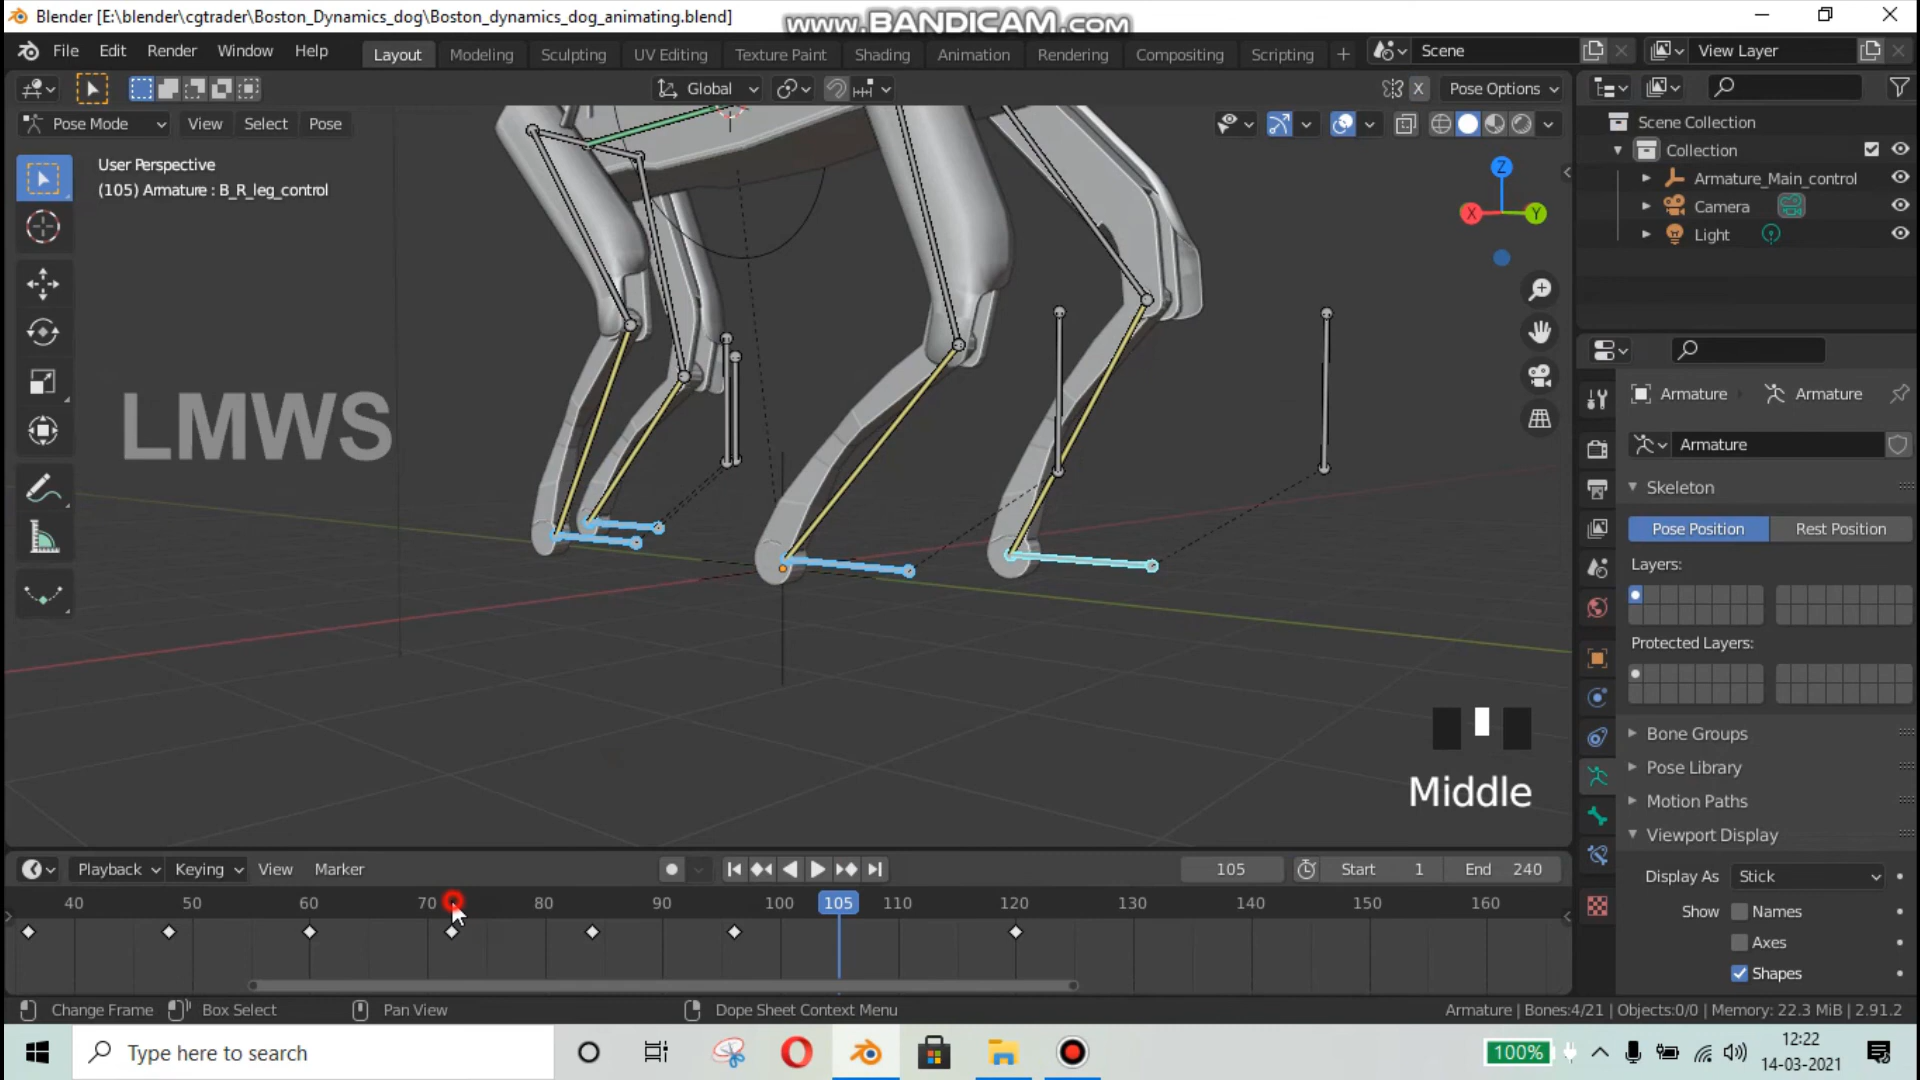 Blender [E:\blender\cgtrader\Boston_Dynamics_dog\Boston_dynamics_dog_animating.blend]
www.BANDICAM.com
File Edit Render Window Help Layout Modeling Sculpting UV Editing Texture Paint Shading Animation Rendering Compositing Scripting + Scene View Layer
Global X Pose Options
Pose Mode View Select Pose
User Perspective
(105) Armature : B_R_leg_control
Z
X Y
LMWS
Middle
Scene Collection
Collection
Armature_Main_control
Camera
Light
Armature Armature
Armature
Skeleton
Pose Position Rest Position
Layers:
Protected Layers:
Bone Groups
Pose Library
Motion Paths
Viewport Display
Display As Stick
Show Names
Axes
Shapes
Playback Keying View Marker 105 Start 1 End 240
40 50 60 70 80 90 100 105 110 120 130 140 150 160
Change Frame Box Select Pan View Dope Sheet Context Menu Armature | Bones:4/21 | Objects:0/0 | Memory: 22.3 MiB | 2.91.2
Type here to search 100% 12:22
14-03-2021